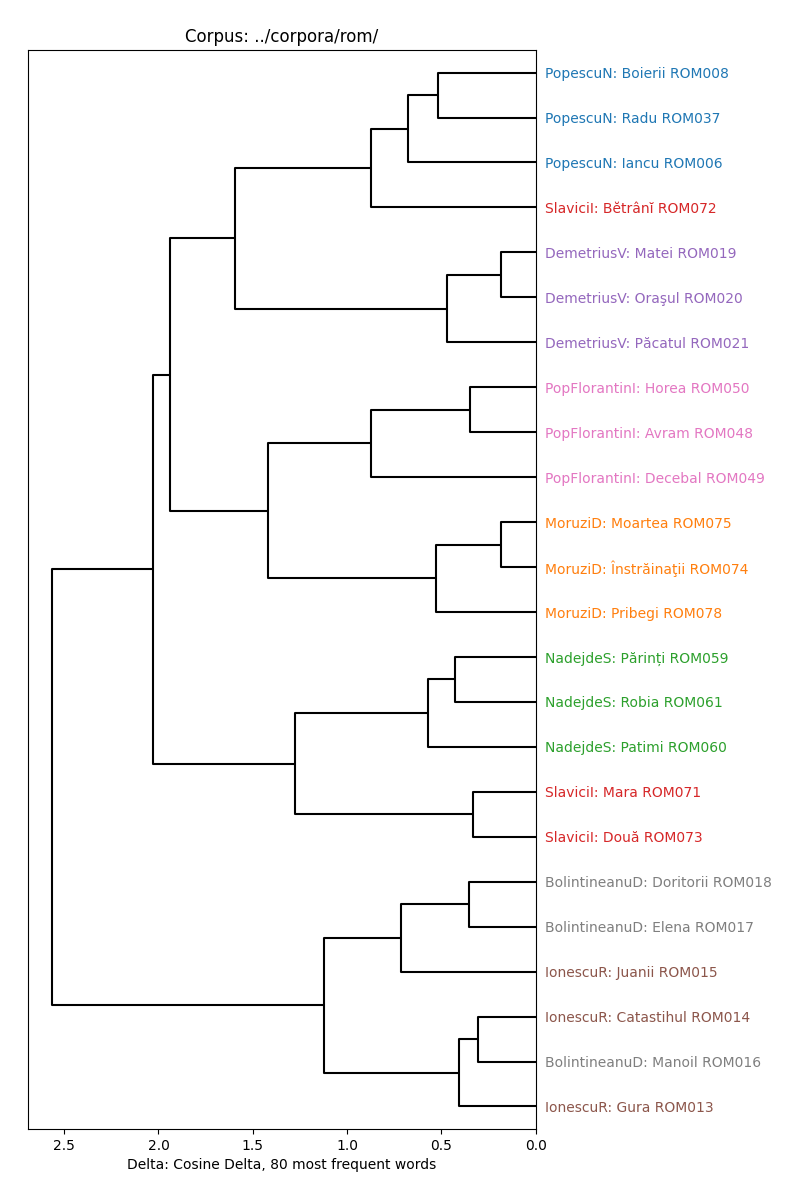 Corpus: ../corpora/rom/
PopescuN: Boierii ROM008
PopescuN: Radu ROM037
PopescuN: Iancu ROM006
SlaviciI: Bĕtrânĭ ROM072
DemetriusV: Matei ROM019
DemetriusV: Oraşul ROM020
DemetriusV: Păcatul ROM021
PopFlorantinI: Horea ROM050
PopFlorantinI: Avram ROM048
PopFlorantinI: Decebal ROM049
MoruziD: Moartea ROM075
MoruziD: Înstrăinaţii ROM074
MoruziD: Pribegi ROM078
NadejdeS: Părinți ROM059
NadejdeS: Robia ROM061
NadejdeS: Patimi ROM060
SlaviciI: Mara ROM071
SlaviciI: Două ROM073
BolintineanuD: Doritorii ROM018
BolintineanuD: Elena ROM017
IonescuR: Juanii ROM015
IonescuR: Catastihul ROM014
BolintineanuD: Manoil ROM016
IonescuR: Gura ROM013
2.5 2.0 1.5 1.0 0.5 0.0
Delta: Cosine Delta, 80 most frequent words